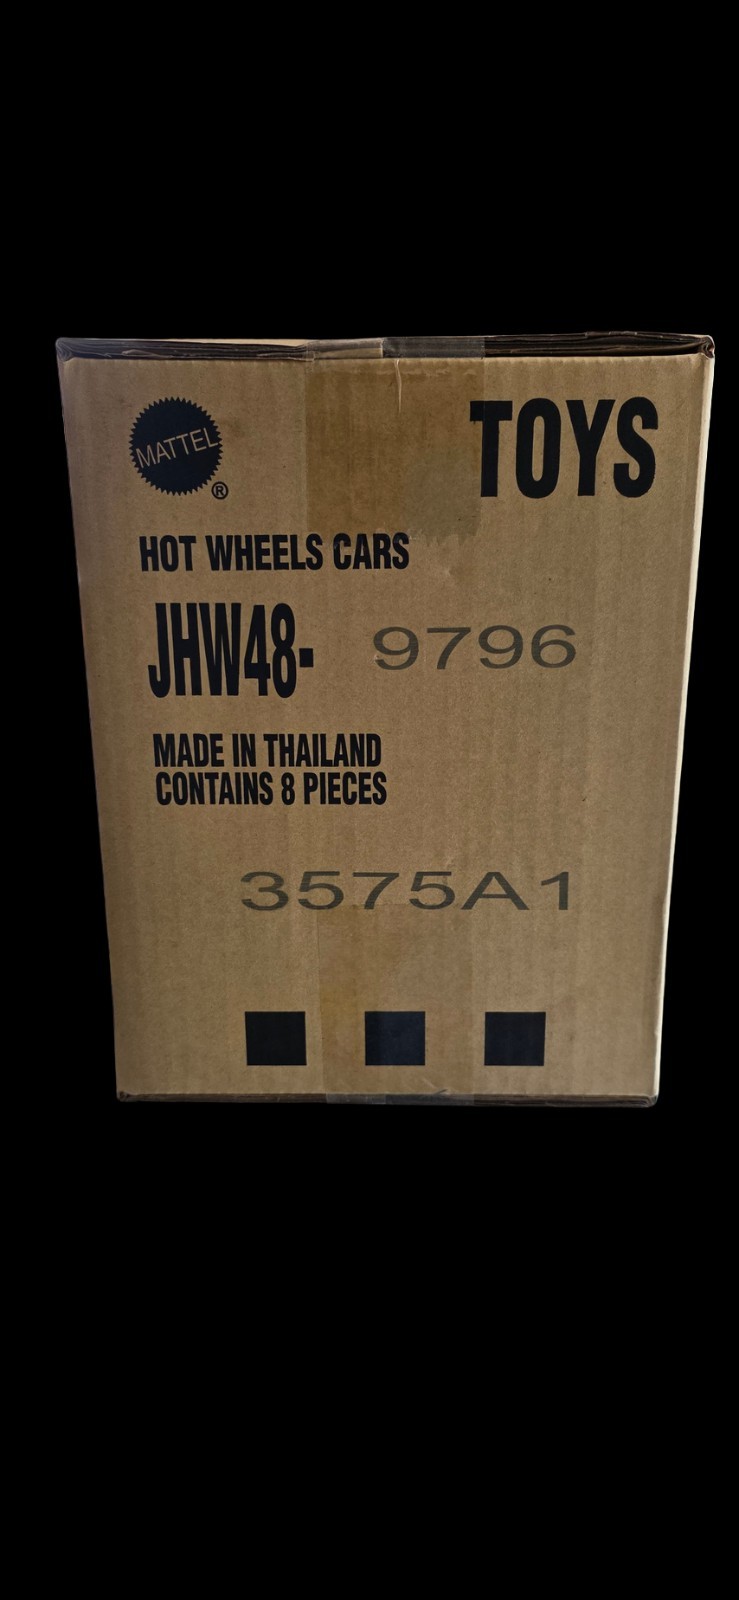 MATTEL
®
TOYS
HOT WHEELS CARS
JHW48- 9796
MADE IN THAILAND
CONTAINS 8 PIECES
3575A1